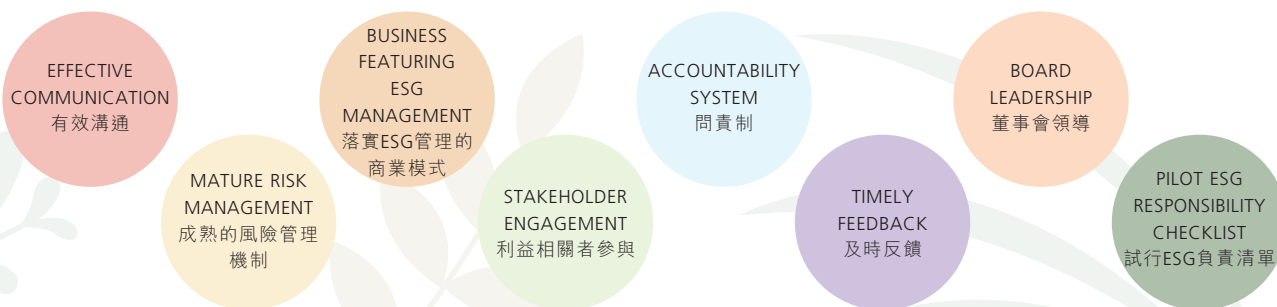 EFFECTIVE
COMMUNICATION
有效溝通
MATURE RISK
MANAGEMENT
成熟的風險管理
機制
BUSINESS
FEATURING
ESG
MANAGEMENT
落實ESG管理的
商業模式
STAKEHOLDER
ENGAGEMENT
利益相關者參與
ACCOUNTABILITY
SYSTEM
問責制
TIMELY
FEEDBACK
及時反饋
BOARD
LEADERSHIP
董事會領導
PILOT ESG
RESPONSIBILITY
CHECKLIST
試行ESG負責清單